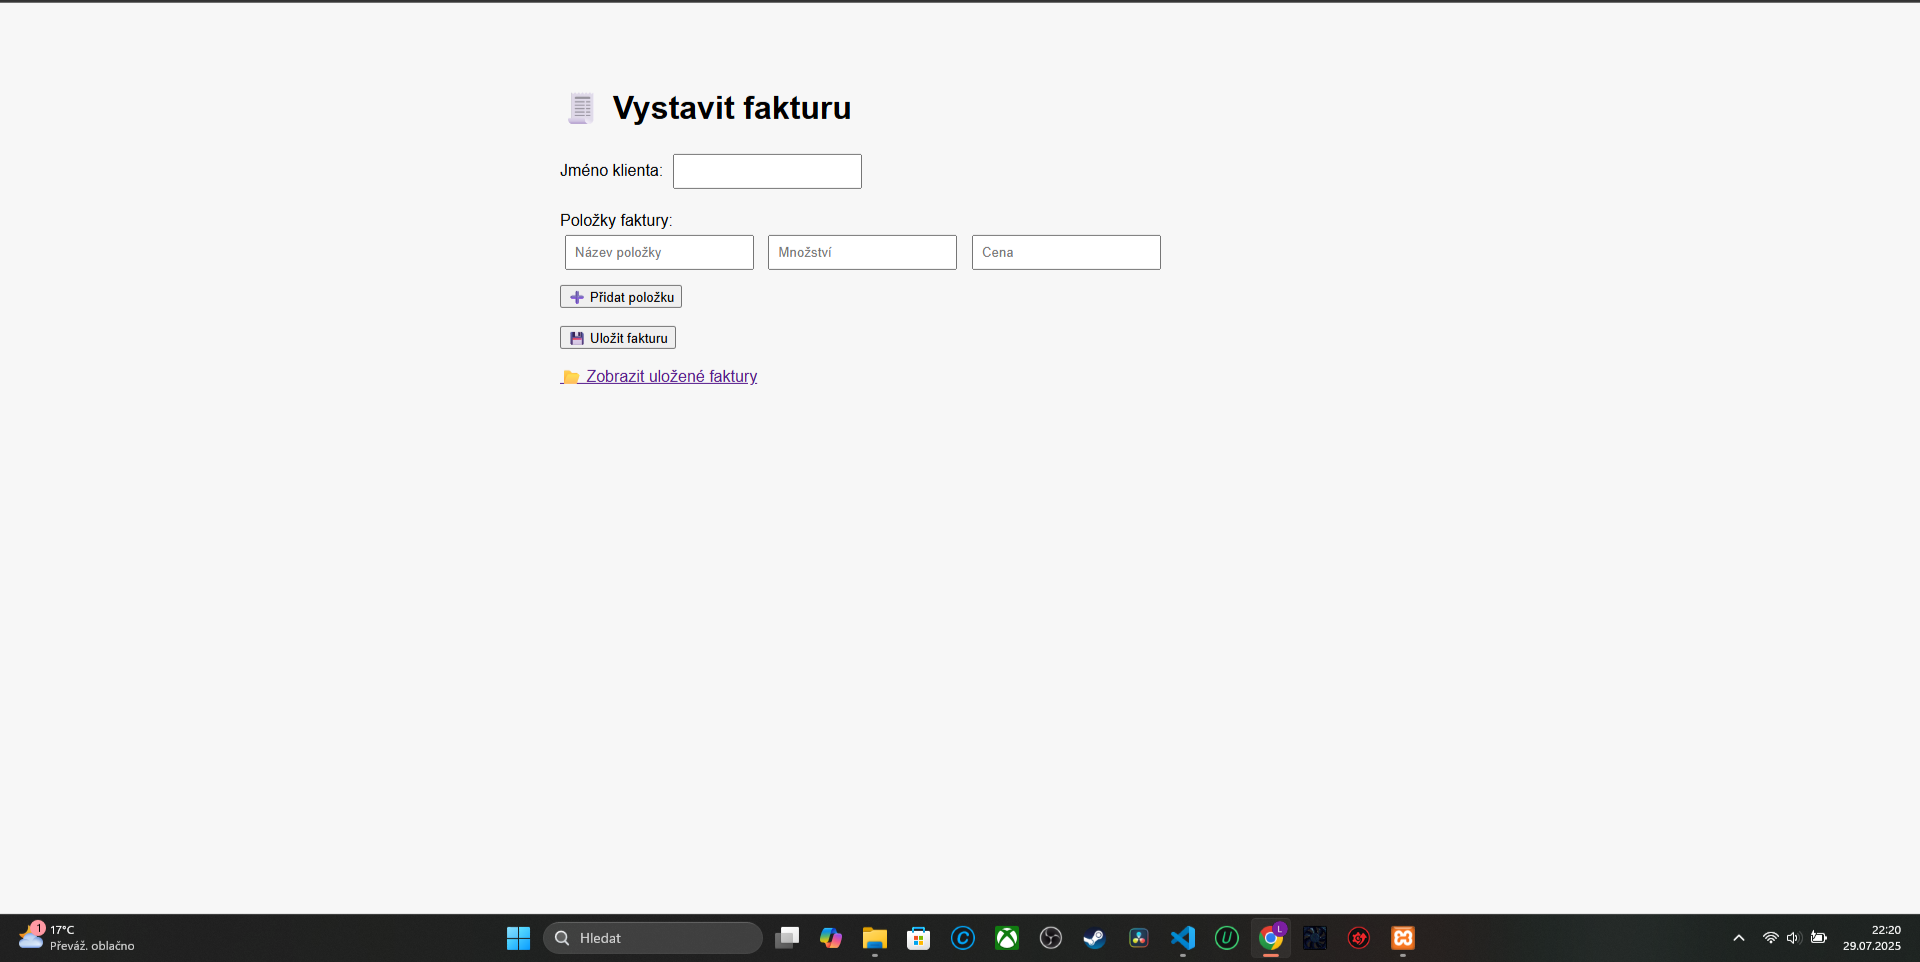 Vystavit fakturu
Jméno klienta:
Položky faktury:
Název položky Množství Cena
Přidat položku
Uložit fakturu
Zobrazit uložené faktury
1
17°C
Převáž. oblačno
Hledat
L
22:20
29.07.2025